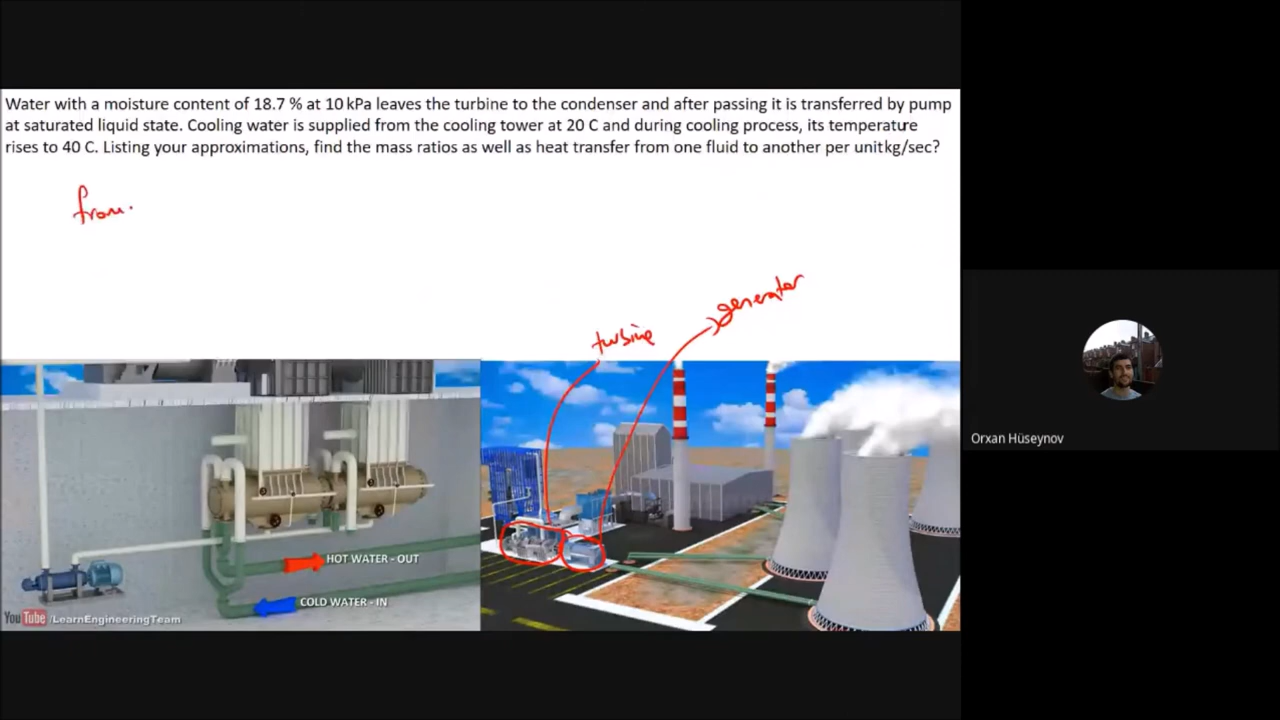 Water with a moisture content of 18.7 % at 10 kPa leaves the turbine to the condenser and after passing it is transferred by pump
at saturated liquid state. Cooling water is supplied from the cooling tower at 20 C and during cooling process, its temperature
rises to 40 C. Listing your approximations, find the mass ratios as well as heat transfer from one fluid to another per unitkg/sec?
from.
generator
turbine
Orxan Hüseynov
HOT WATER - OUT
COLD WATER - IN
YouTube /LearnEngineeringTeam